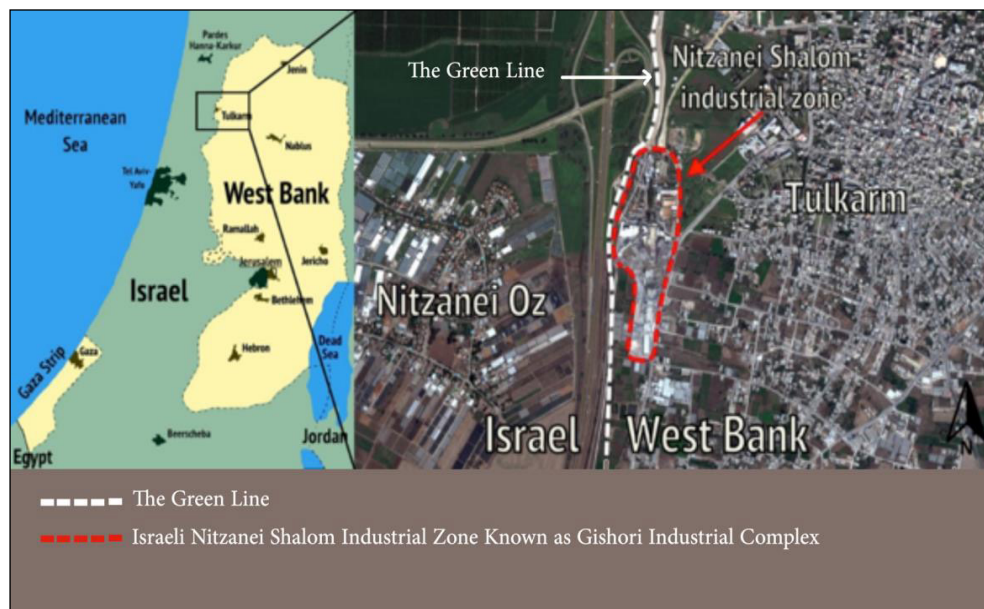 Pardes
Hanna-Karkur
Jenin
Tulkarm
Mediterranean
Sea
Nablus
Tel Aviv-
Yafo
West Bank
Ramallah
Jericho
Jerusalem
Israel
Bethlehem
Gaza Strip
Gaza
Hebron
Dead
Sea
Beerscheba
Jordan
Egypt
The Green Line
Nitzanei Shalom
industrial zone
Tulkarm
Nitzanei Oz
Israel
West Bank
N
The Green Line
Israeli Nitzanei Shalom Industrial Zone Known as Gishori Industrial Complex